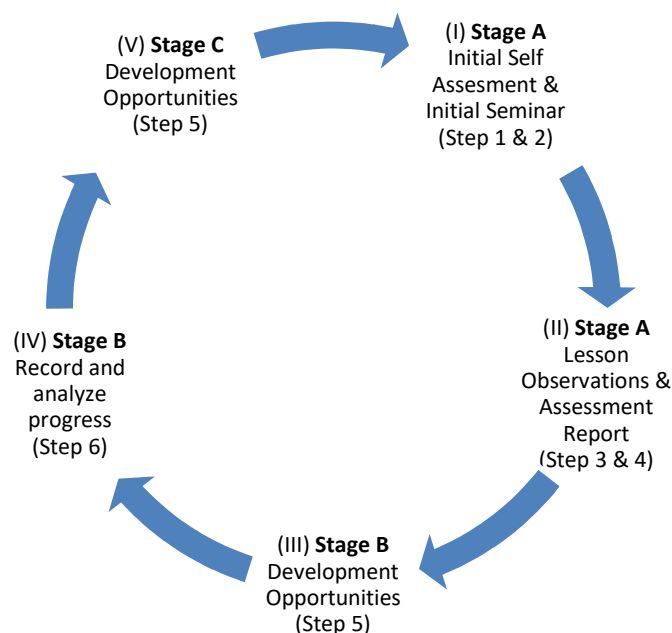 (I) Stage A
Initial Self
Assesment &
Initial Seminar
(Step 1 & 2)
(II) Stage A
Lesson
Observations &
Assessment
Report
(Step 3 & 4)
(III) Stage B
Development
Opportunities
(Step 5)
(IV) Stage B
Record and
analyze
progress
(Step 6)
(V) Stage C
Development
Opportunities
(Step 5)